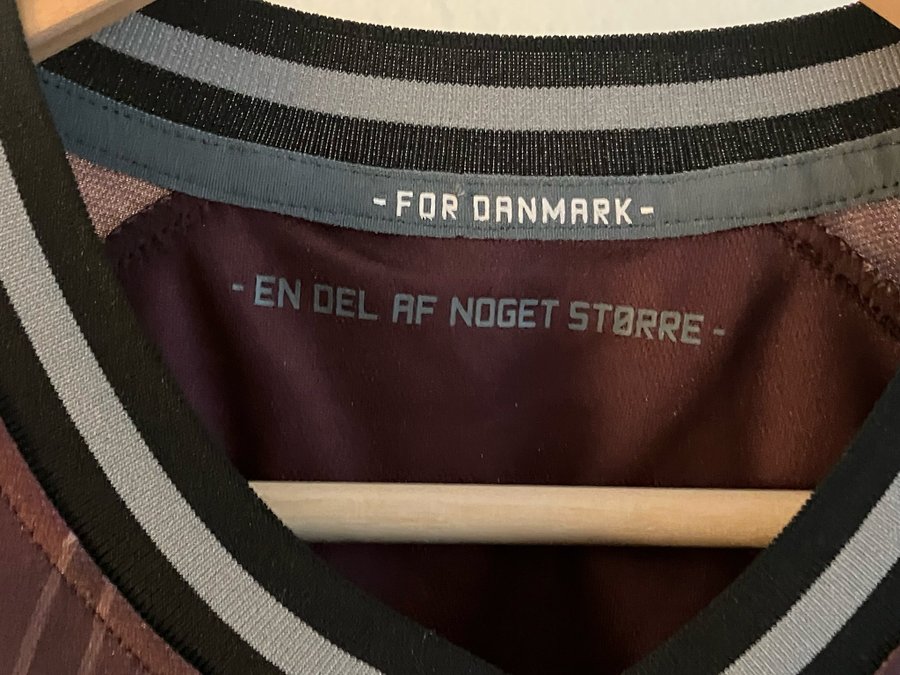 - FOR DANMARK -
- EN DEL AF NOGET STØRRE -